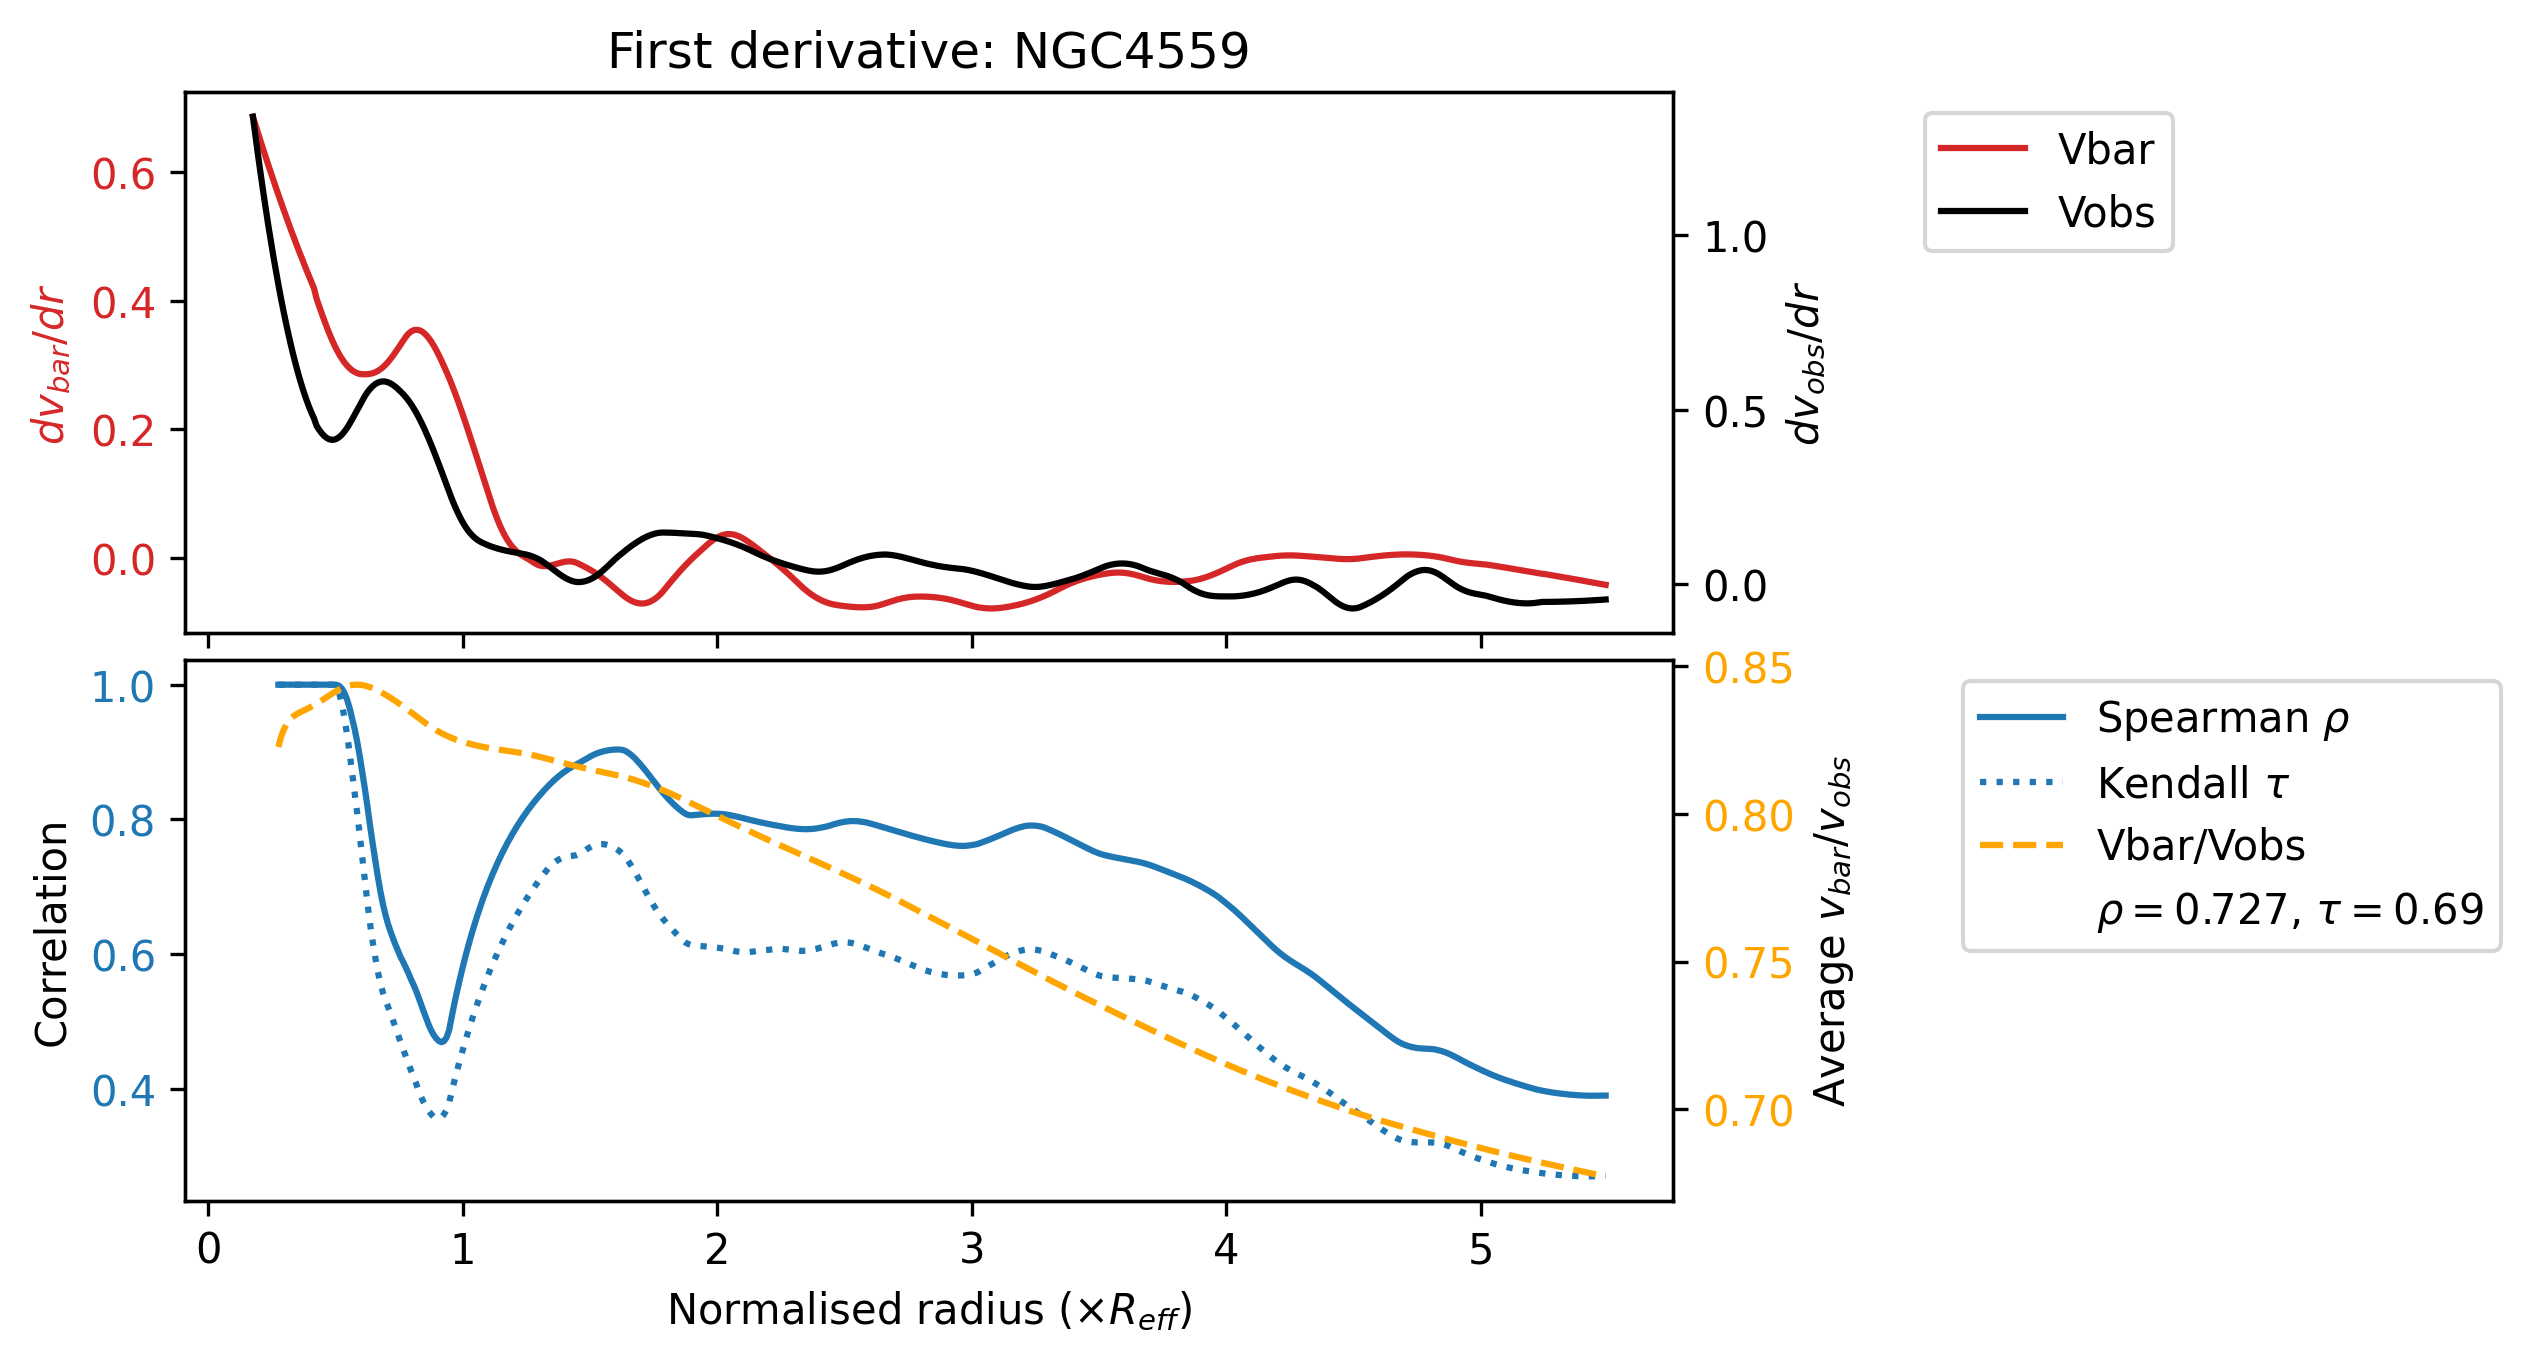 First derivative: NGC4559
0.6
0.4
0.2
0.0
dv_bar/dr
1.0
0.5
0.0
dv_obs/dr
Vbar
Vobs
1.0
0.8
0.6
0.4
Correlation
0.85
0.80
0.75
0.70
Average v_bar/v_obs
Spearman ρ
Kendall τ
Vbar/Vobs
ρ = 0.727, τ = 0.69
0 1 2 3 4 5
Normalised radius (×R_eff)